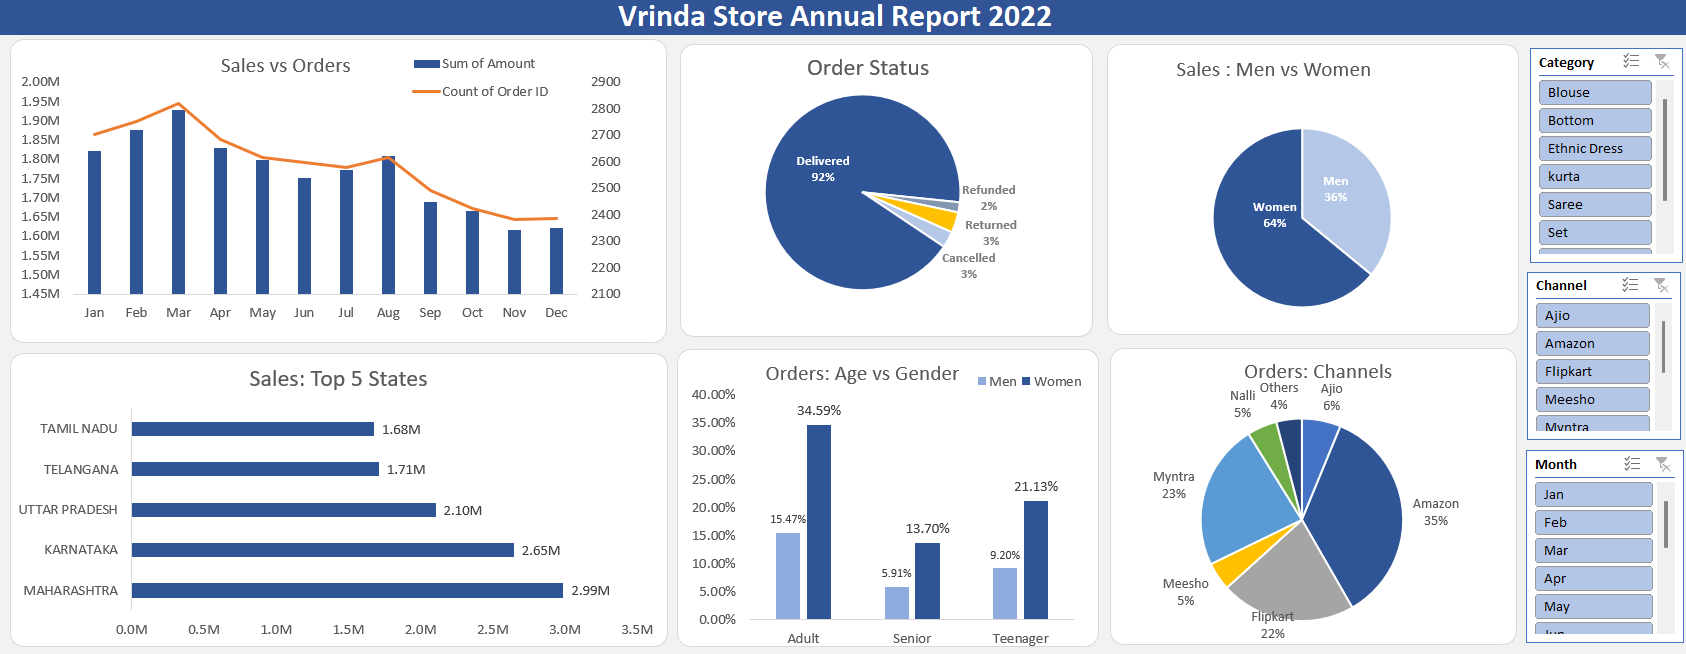 Vrinda Store Annual Report 2022
Sales vs Orders
Sum of Amount
Count of Order ID
2.00M
1.95M
1.90M
1.85M
1.80M
1.75M
1.70M
1.65M
1.60M
1.55M
1.50M
1.45M
2900
2800
2700
2600
2500
2400
2300
2200
2100
Jan Feb Mar Apr May Jun Jul Aug Sep Oct Nov Dec
Order Status
Delivered
92%
Refunded
2%
Returned
3%
Cancelled
3%
Sales : Men vs Women
Men
36%
Women
64%
Category
Blouse
Bottom
Ethnic Dress
kurta
Saree
Set
Channel
Ajio
Amazon
Flipkart
Meesho
Myntra
Month
Jan
Feb
Mar
Apr
May
Jun
Sales: Top 5 States
TAMIL NADU 1.68M
TELANGANA 1.71M
UTTAR PRADESH 2.10M
KARNATAKA 2.65M
MAHARASHTRA 2.99M
0.0M 0.5M 1.0M 1.5M 2.0M 2.5M 3.0M 3.5M
Orders: Age vs Gender
Men Women
40.00%
35.00%
30.00%
25.00%
20.00%
15.00%
10.00%
5.00%
0.00%
15.47%
34.59%
5.91%
13.70%
9.20%
21.13%
Adult Senior Teenager
Orders: Channels
Others
4%
Ajio
6%
Nalli
5%
Myntra
23%
Amazon
35%
Meesho
5%
Flipkart
22%